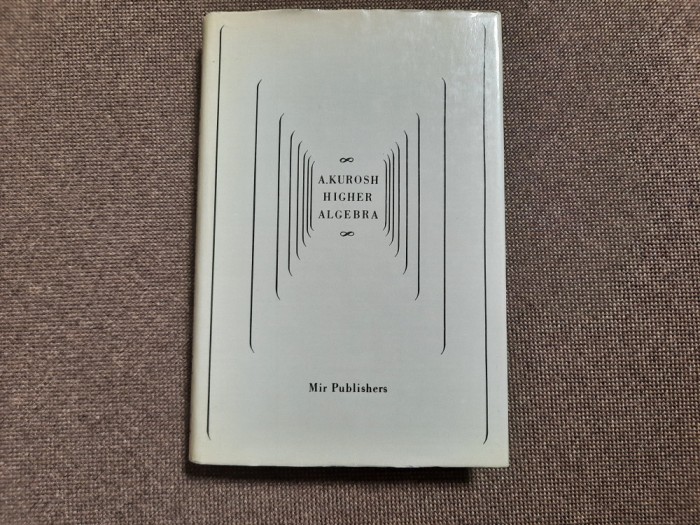 ∞
A.KUROSH
HIGHER
ALGEBRA
∞
Mir Publishers